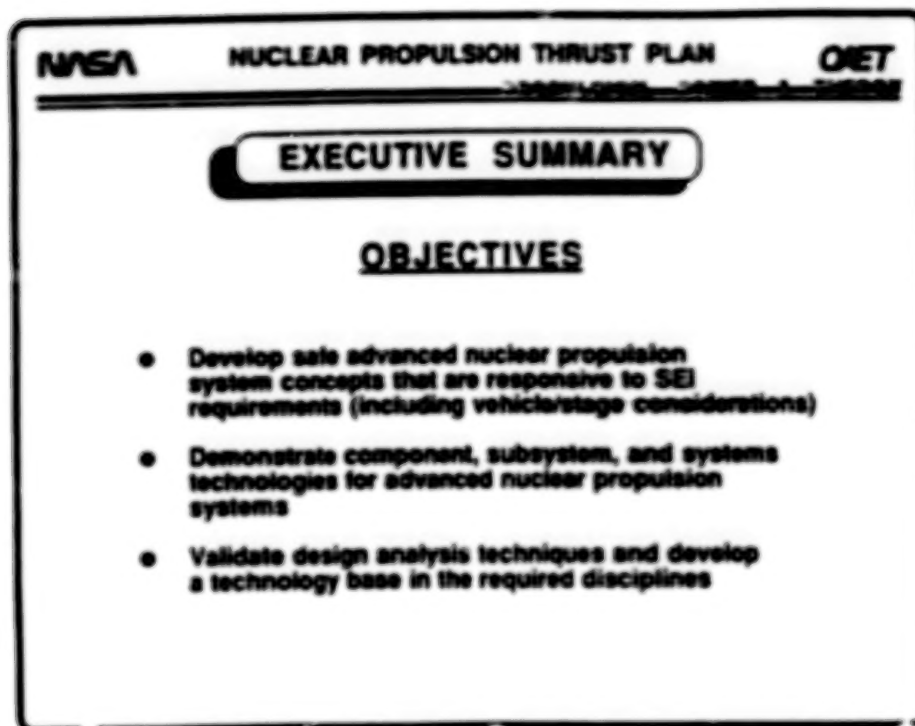 NASA
NUCLEAR PROPULSION THRUST PLAN
EXECUTIVE SUMMARY
OBJECTIVES
● Develop safe advanced nuclear propulsion
system concepts that are responsive to SEI
requirements (including vehicle/stage considerations)
● Demonstrate component, subsystem, and systems
technologies for advanced nuclear propulsion
systems
● Validate design analysis techniques and develop
a technology base in the required disciplines